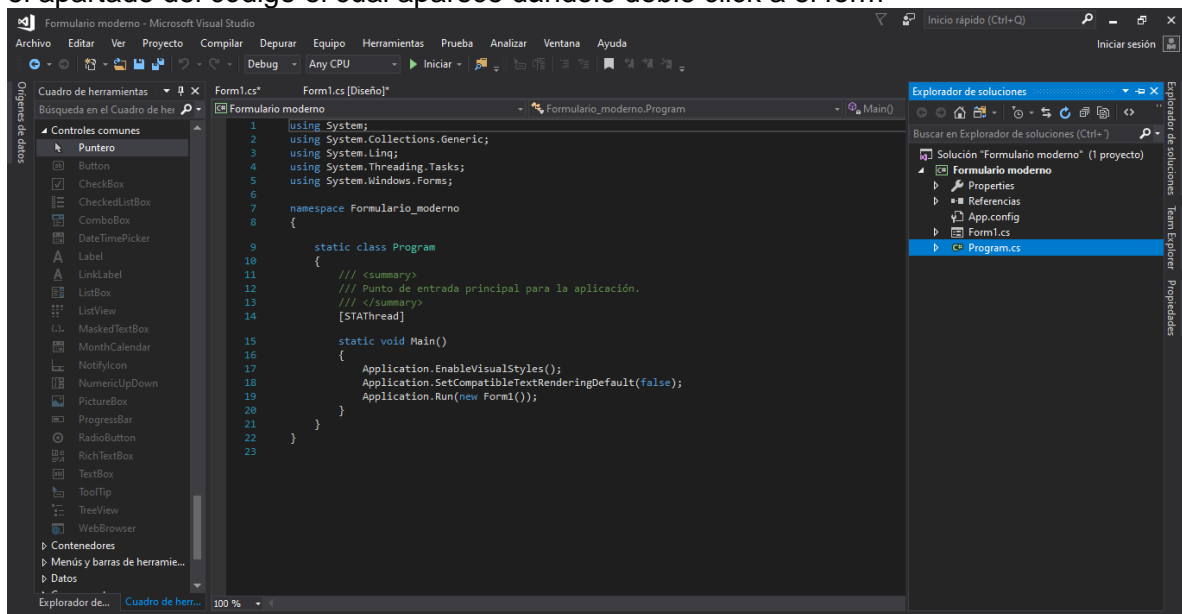 el apartado del código el cual aparece dándole doble click a el form
Formulario moderno - Microsoft Visual Studio
Inicio rápido (Ctrl+Q)
Archivo Editar Ver Proyecto Compilar Depurar Equipo Herramientas Prueba Analizar Ventana Ayuda
Iniciar sesión
Debug Any CPU Iniciar
Orígenes de datos
Cuadro de herramientas
Búsqueda en el Cuadro de her
Controles comunes
Puntero
Button
CheckBox
CheckedListBox
ComboBox
DateTimePicker
Label
LinkLabel
ListBox
ListView
MaskedTextBox
MonthCalendar
NotifyIcon
NumericUpDown
PictureBox
ProgressBar
RadioButton
RichTextBox
TextBox
ToolTip
TreeView
WebBrowser
Contenedores
Menús y barras de herramie...
Datos
Explorador de... Cuadro de herr...
Form1.cs* Form1.cs [Diseño]*
Formulario moderno Formulario_moderno.Program Main()
1 using System;
2 using System.Collections.Generic;
3 using System.Linq;
4 using System.Threading.Tasks;
5 using System.Windows.Forms;
6
7 namespace Formulario_moderno
8 {
9 static class Program
10 {
11 /// <summary>
12 /// Punto de entrada principal para la aplicación.
13 /// </summary>
14 [STAThread]
15 static void Main()
16 {
17 Application.EnableVisualStyles();
18 Application.SetCompatibleTextRenderingDefault(false);
19 Application.Run(new Form1());
20 }
21 }
22 }
23
100 %
Explorador de soluciones
Buscar en Explorador de soluciones (Ctrl+´)
Solución "Formulario moderno" (1 proyecto)
Formulario moderno
Properties
Referencias
App.config
Form1.cs
Program.cs
Explorador de soluciones
Team Explorer
Propiedades